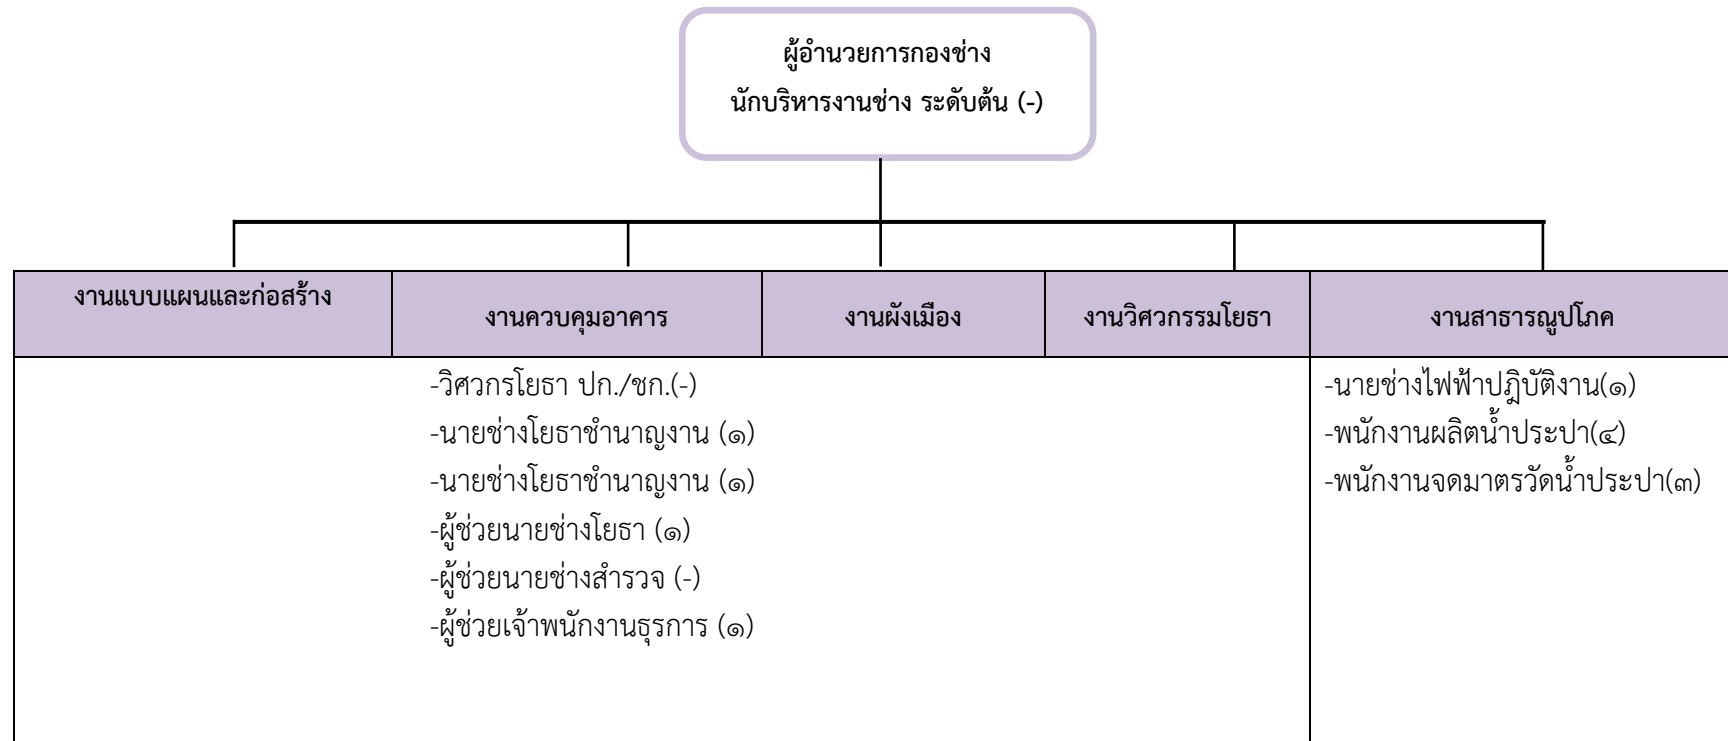 ผู้อำนวยการกองช่าง
นักบริหารงานช่าง ระดับต้น (-)
งานแบบแผนและก่อสร้าง
งานควบคุมอาคาร
งานผังเมือง
งานวิศวกรรมโยธา
งานสาธารณูปโภค
-วิศวกรโยธา ปก./ชก.(-)
-นายช่างโยธาชำนาญงาน (๑)
-นายช่างโยธาชำนาญงาน (๑)
-ผู้ช่วยนายช่างโยธา (๑)
-ผู้ช่วยนายช่างสำรวจ (-)
-ผู้ช่วยเจ้าพนักงานธุรการ (๑)
-นายช่างไฟฟ้าปฎิบัติงาน(๑)
-พนักงานผลิตน้ำประปา(๔)
-พนักงานจดมาตรวัดน้ำประปา(๓)